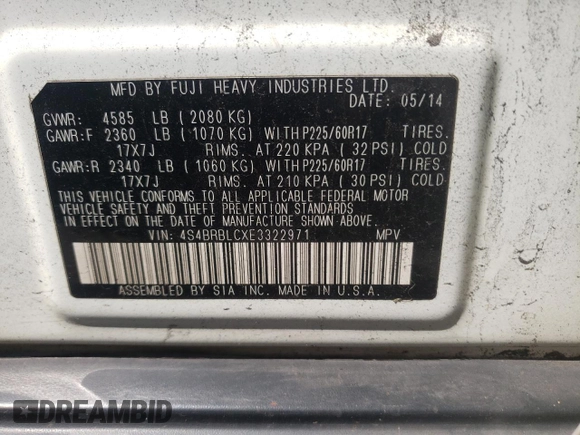 MFD BY FUJI HEAVY INDUSTRIES LTD.
DATE: 05/14
GVWR: 4585 LB (2080 KG)
GAWR:F 2360 LB (1070 KG) WITH P225/60R17 TIRES.
17X7J RIMS. AT 220 KPA (32 PSI) COLD
GAWR:R 2340 LB (1060 KG) WITH P225/60R17 TIRES.
17X7J RIMS. AT 210 KPA (30 PSI) COLD
THIS VEHICLE CONFORMS TO ALL APPLICABLE FEDERAL MOTOR
VEHICLE SAFETY AND THEFT PREVENTION STANDARDS
IN EFFECT ON THE DATE OF MANUFACTURE SHOWN ABOVE.
VIN: 4S4BRBLCXE3322971 MPV
ASSEMBLED BY SIA INC. MADE IN U.S.A.
DREAMBID